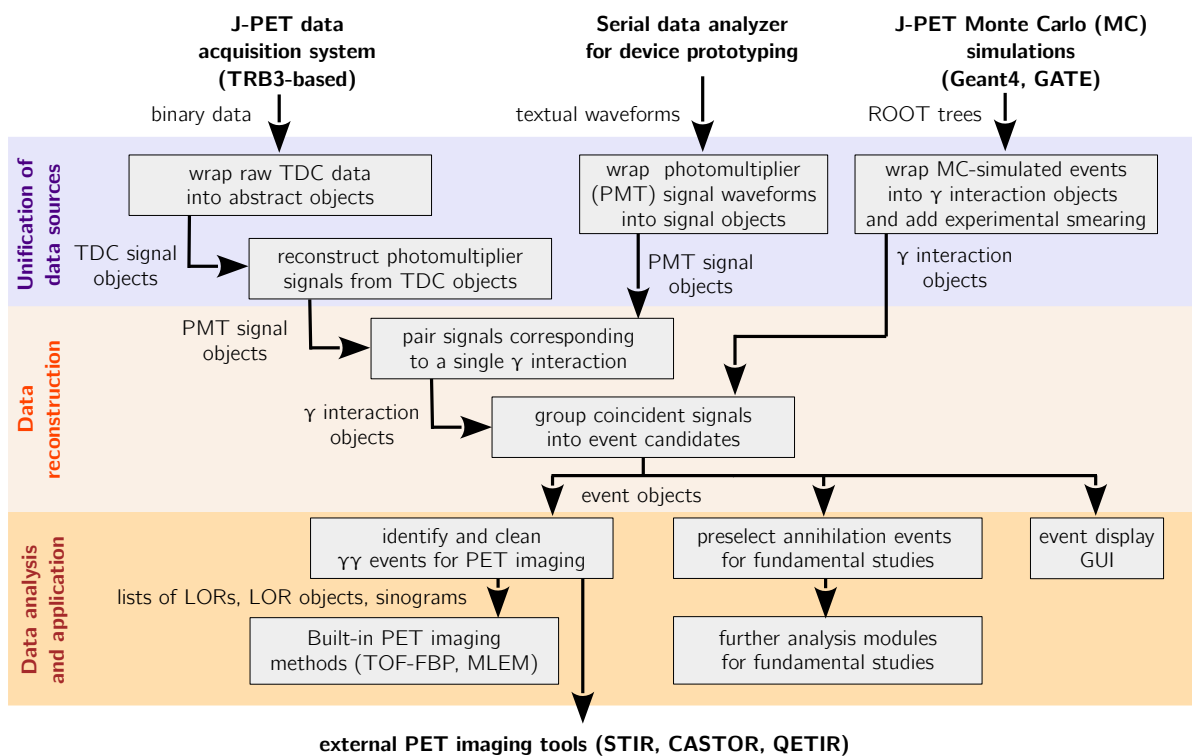 J-PET data
acquisition system
(TRB3-based)
Serial data analyzer
for device prototyping
J-PET Monte Carlo (MC)
simulations
(Geant4, GATE)
binary data
textual waveforms
ROOT trees
Unification of
data sources
wrap raw TDC data
into abstract objects
wrap photomultiplier
(PMT) signal waveforms
into signal objects
wrap MC-simulated events
into γ interaction objects
and add experimental smearing
TDC signal
objects
reconstruct photomultiplier
signals from TDC objects
PMT signal
objects
γ interaction
objects
Data
reconstruction
PMT signal
objects
pair signals corresponding
to a single γ interaction
γ interaction
objects
group coincident signals
into event candidates
event objects
Data analysis
and application
identify and clean
γγ events for PET imaging
preselect annihilation events
for fundamental studies
event display
GUI
lists of LORs, LOR objects, sinograms
Built-in PET imaging
methods (TOF-FBP, MLEM)
further analysis modules
for fundamental studies
external PET imaging tools (STIR, CASTOR, QETIR)